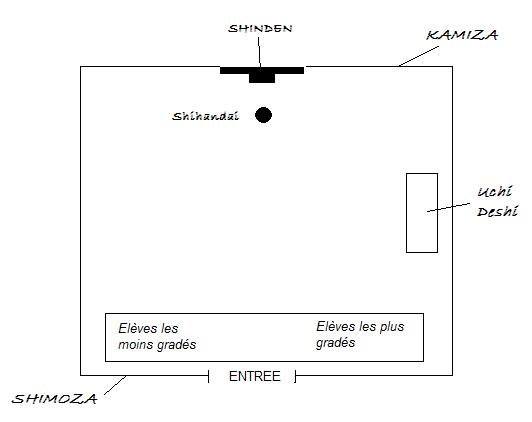 SHINDEN
KAMIZA
Shihandai
Uchi
Deshi
Elèves les
moins gradés
Elèves les plus
gradés
ENTREE
SHIMOZA